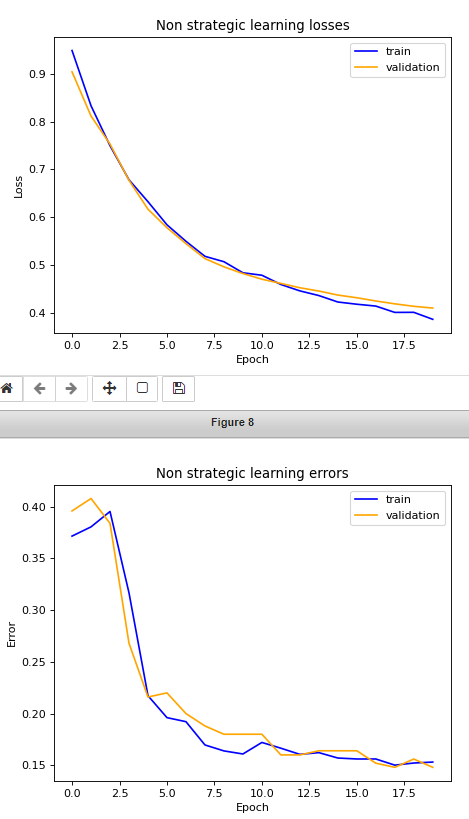 Non strategic learning losses
train
validation
0.9
0.8
0.7
0.6
0.5
0.4
Loss
0.0 2.5 5.0 7.5 10.0 12.5 15.0 17.5
Epoch
Figure 8
Non strategic learning errors
train
validation
0.40
0.35
0.30
0.25
0.20
0.15
Error
0.0 2.5 5.0 7.5 10.0 12.5 15.0 17.5
Epoch